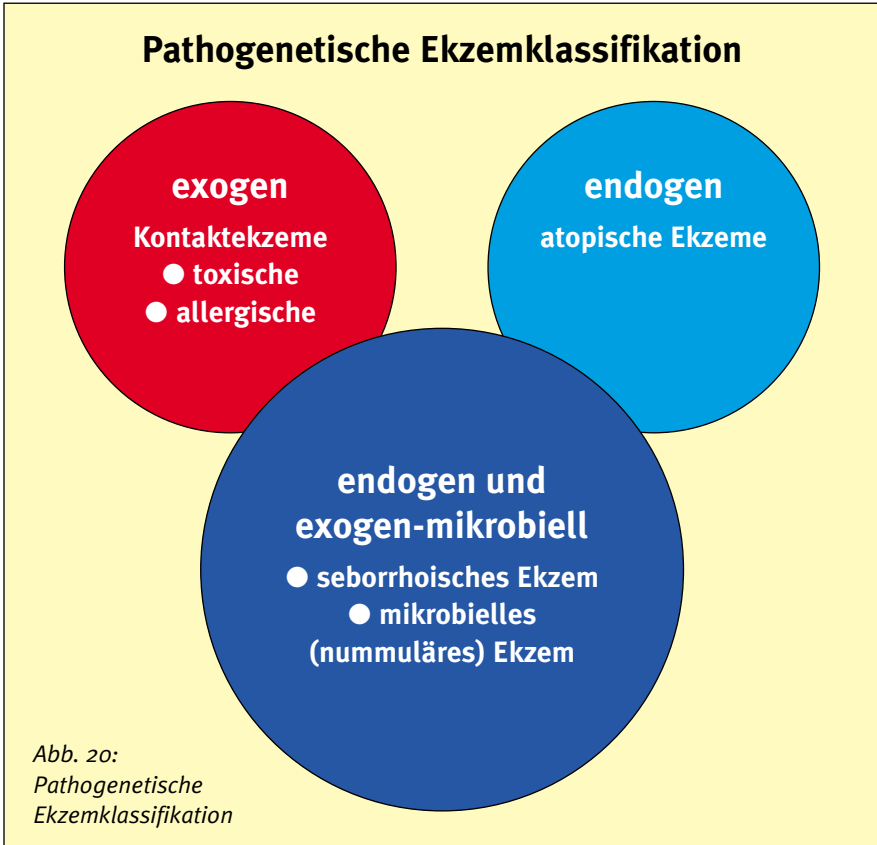 Pathogenetische Ekzemklassifikation
exogen
Kontaktekzeme
● toxische
● allergische
endogen
atopische Ekzeme
endogen und
exogen-mikrobiell
● seborrhoisches Ekzem
● mikrobielles
(nummuläres) Ekzem
Abb. 20:
Pathogenetische
Ekzemklassifikation